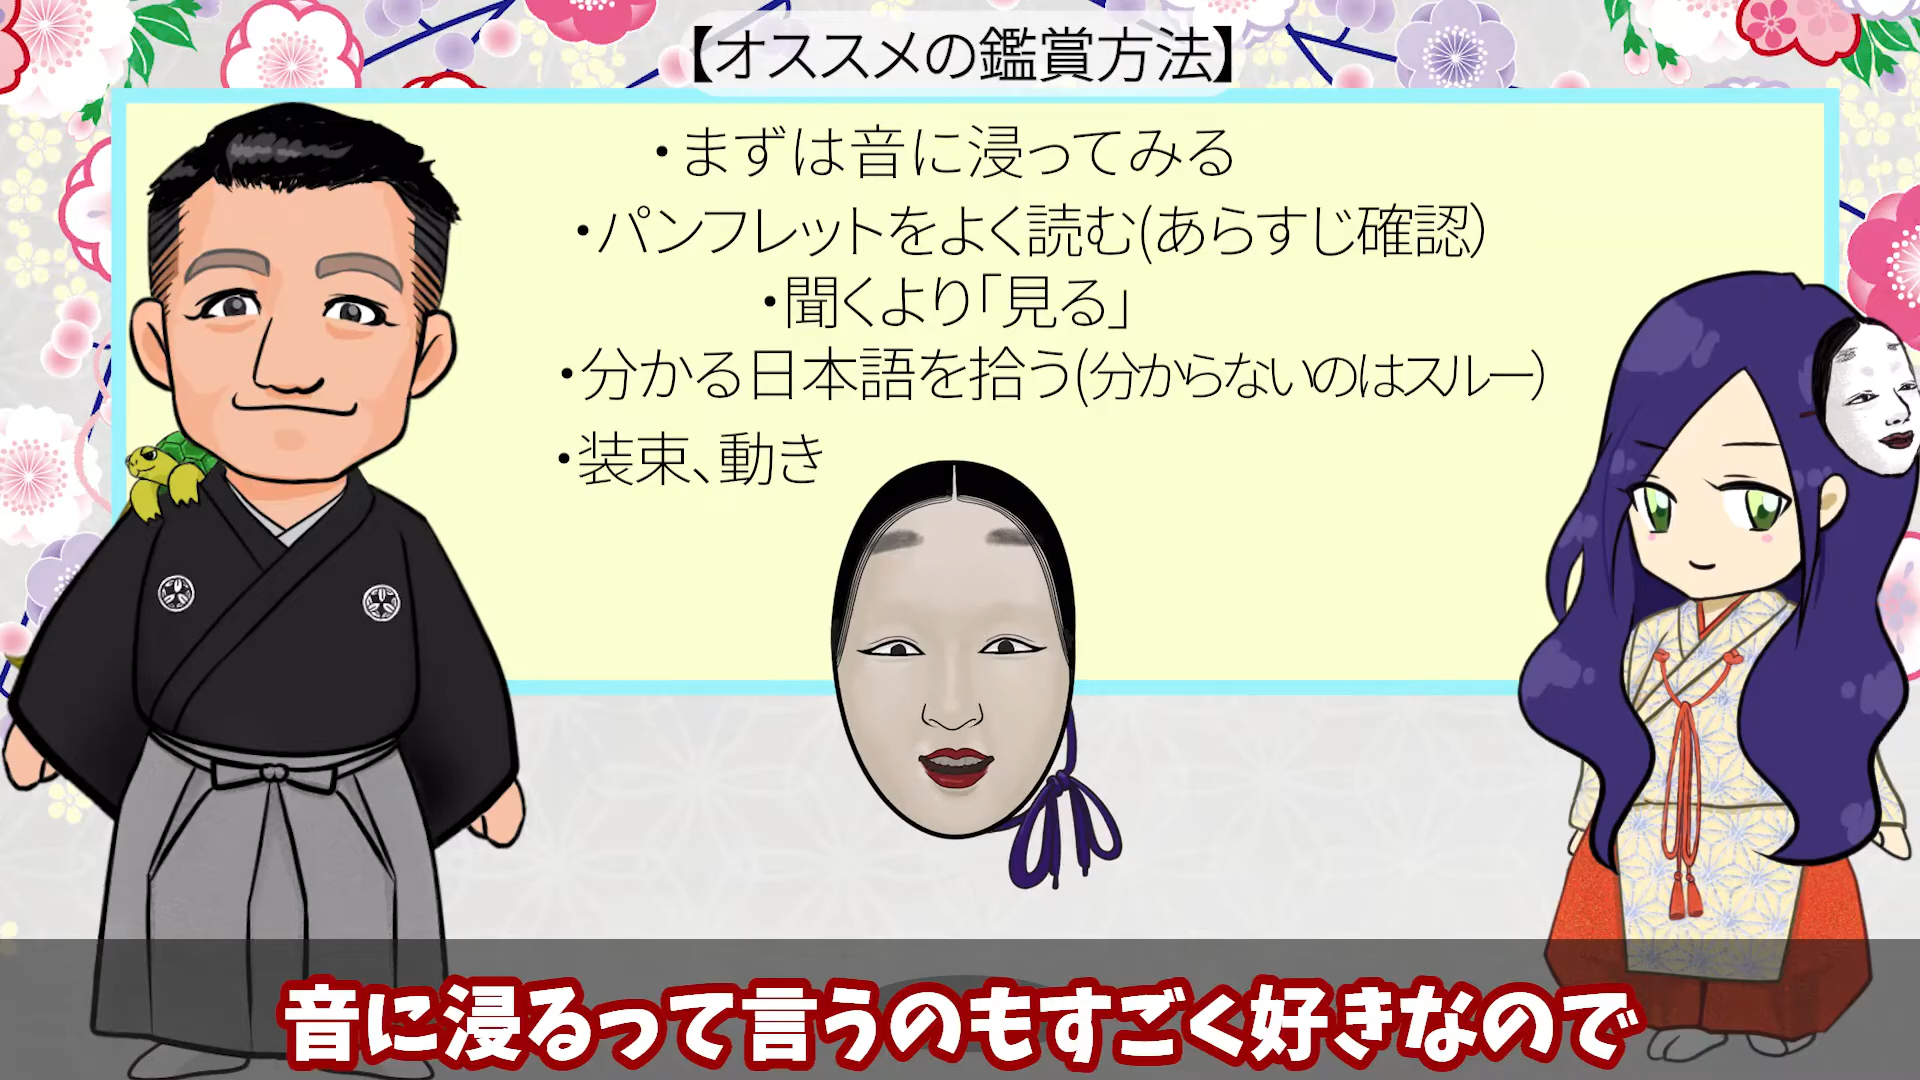 【オススメの鑑賞方法】
・まずは音に浸ってみる
・パンフレットをよく読む(あらすじ確認)
・聞くより「見る」
・分かる日本語を拾う(分からないのはスルー)
・装束、動き
音に浸るって言うのもすごく好きなので